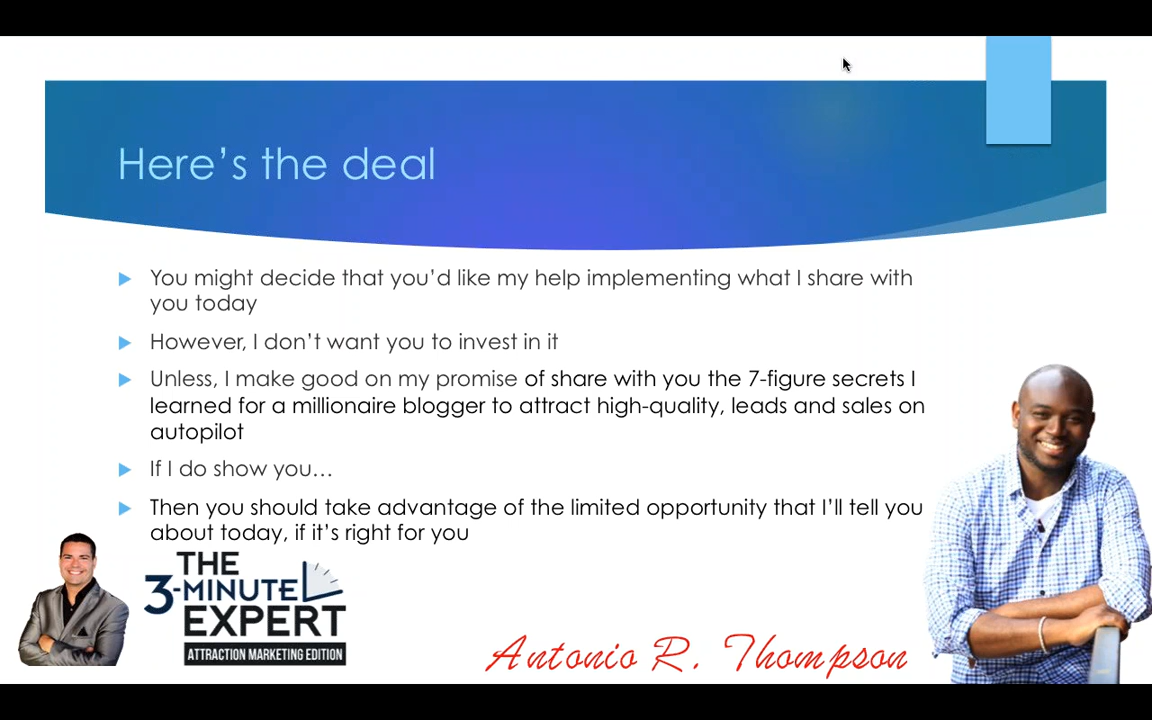 Here’s the deal
You might decide that you’d like my help implementing what I share with
you today
However, I don’t want you to invest in it
Unless, I make good on my promise of share with you the 7-figure secrets I
learned for a millionaire blogger to attract high-quality, leads and sales on
autopilot
If I do show you…
Then you should take advantage of the limited opportunity that I’ll tell you
about today, if it’s right for you
THE
3-MINUTE
EXPERT
ATTRACTION MARKETING EDITION
Antonio R. Thompson